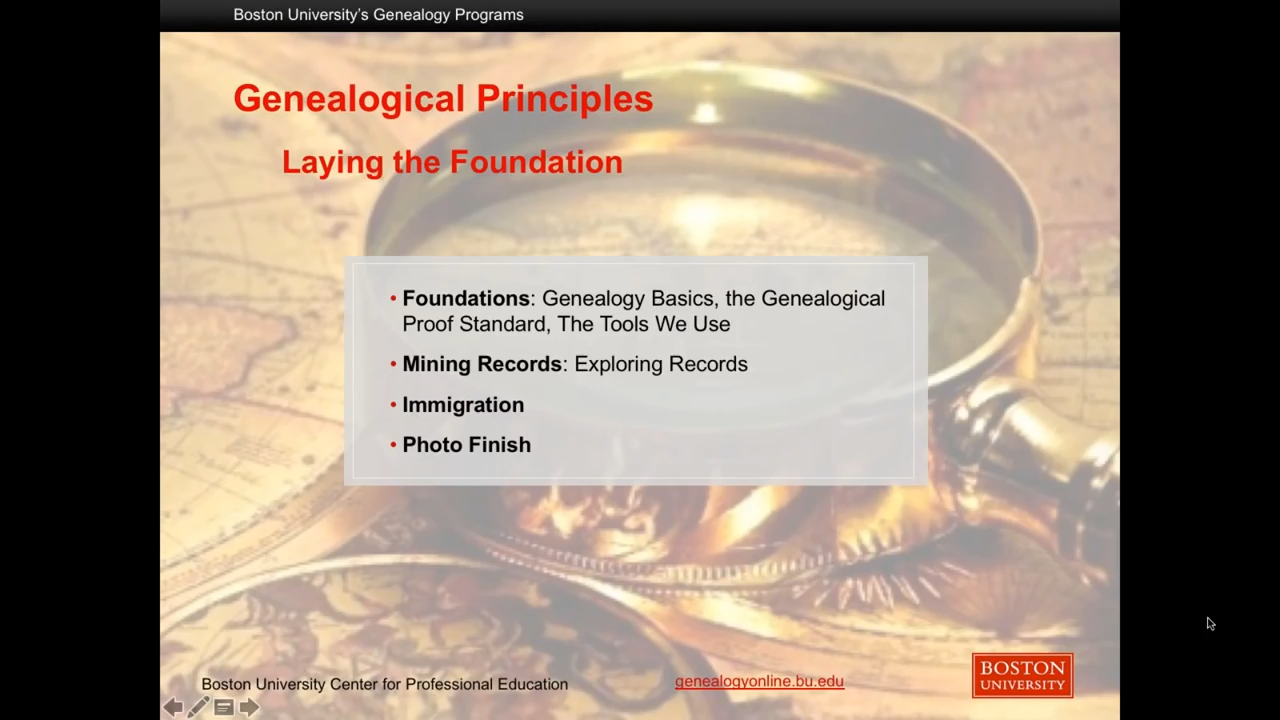 Boston University’s Genealogy Programs
Genealogical Principles
Laying the Foundation
• Foundations: Genealogy Basics, the Genealogical
Proof Standard, The Tools We Use
• Mining Records: Exploring Records
• Immigration
• Photo Finish
Boston University Center for Professional Education
genealogyonline.bu.edu
BOSTON
UNIVERSITY